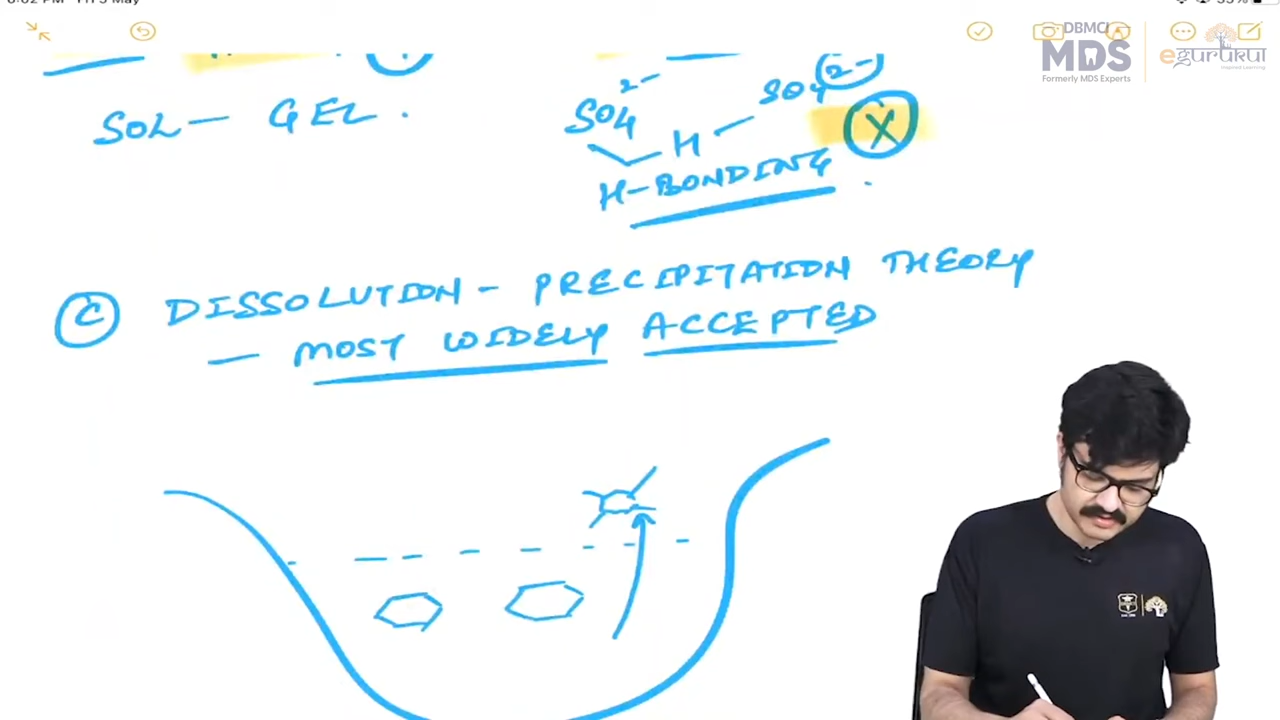 DBMCI
MDS
Formerly MDS Experts
egurukul
SO4 2-
SO4 2-
SOL - GEL.
X
H
H-BONDING
C DISSOLUTION - PRECIPITATION THEORY
- MOST WIDELY ACCEPTED